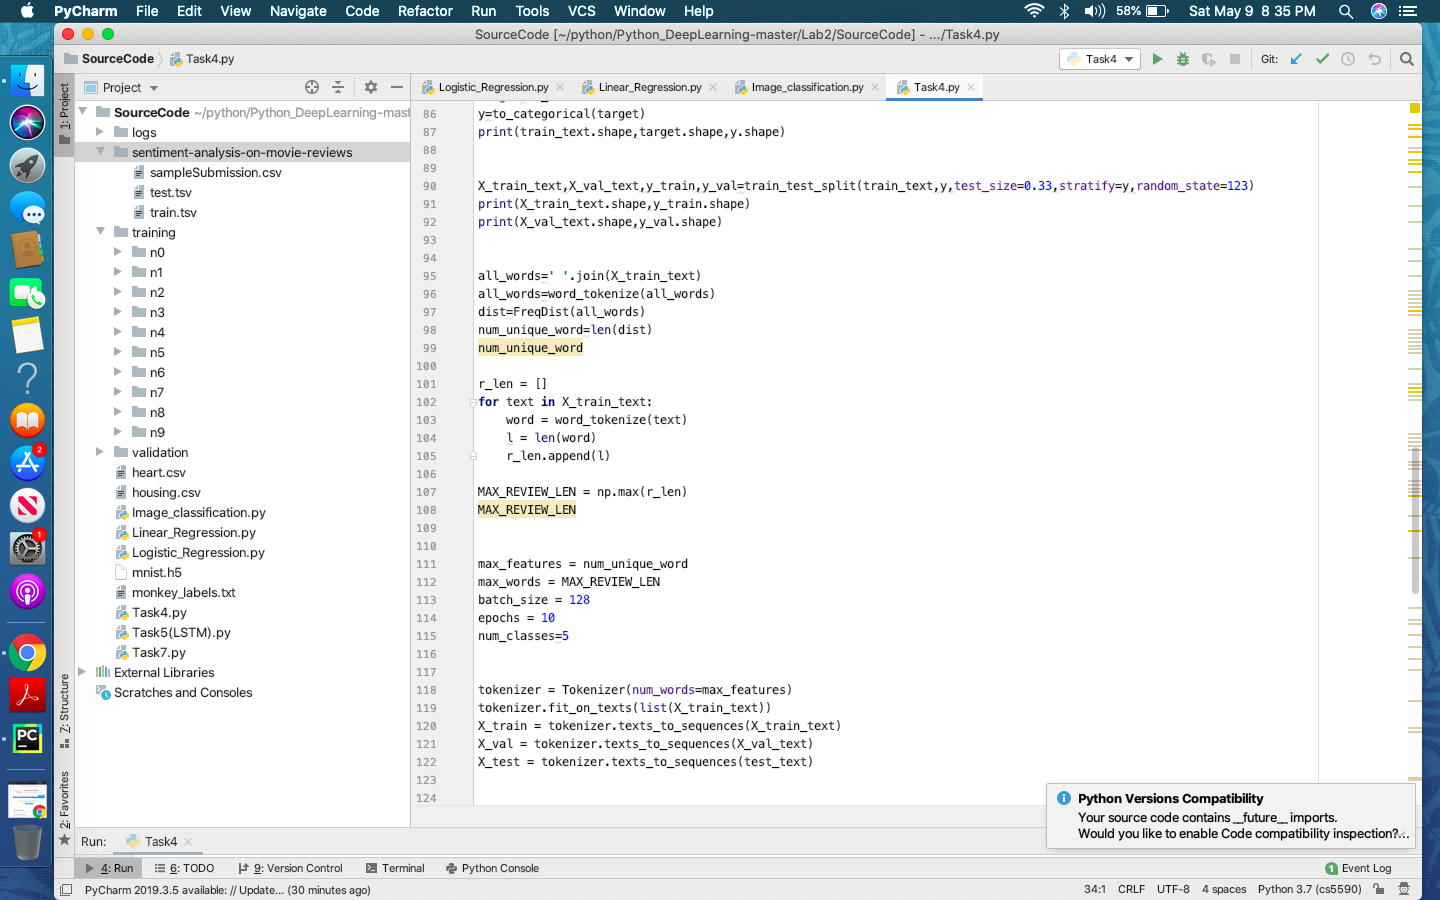 PyCharm File Edit View Navigate Code Refactor Run Tools VCS Window Help 58% Sat May 9 8 35 PM
SourceCode [~/python/Python_DeepLearning-master/Lab2/SourceCode] - .../Task4.py
SourceCode Task4.py Task4 Git:
Project
Logistic_Regression.py Linear_Regression.py Image_classification.py Task4.py
1: Project
SourceCode ~/python/Python_DeepLearning-mast
logs
sentiment-analysis-on-movie-reviews
sampleSubmission.csv
test.tsv
train.tsv
training
n0
n1
n2
n3
n4
n5
n6
n7
n8
n9
validation
heart.csv
housing.csv
Image_classification.py
Linear_Regression.py
Logistic_Regression.py
mnist.h5
monkey_labels.txt
Task4.py
Task5(LSTM).py
Task7.py
External Libraries
Scratches and Consoles
Z: Structure
2: Favorites
86 y=to_categorical(target)
87 print(train_text.shape,target.shape,y.shape)
88
89
90 X_train_text,X_val_text,y_train,y_val=train_test_split(train_text,y,test_size=0.33,stratify=y,random_state=123)
91 print(X_train_text.shape,y_train.shape)
92 print(X_val_text.shape,y_val.shape)
93
94
95 all_words=' '.join(X_train_text)
96 all_words=word_tokenize(all_words)
97 dist=FreqDist(all_words)
98 num_unique_word=len(dist)
99 num_unique_word
100
101 r_len = []
102 for text in X_train_text:
103 word = word_tokenize(text)
104 l = len(word)
105 r_len.append(l)
106
107 MAX_REVIEW_LEN = np.max(r_len)
108 MAX_REVIEW_LEN
109
110
111 max_features = num_unique_word
112 max_words = MAX_REVIEW_LEN
113 batch_size = 128
114 epochs = 10
115 num_classes=5
116
117
118 tokenizer = Tokenizer(num_words=max_features)
119 tokenizer.fit_on_texts(list(X_train_text))
120 X_train = tokenizer.texts_to_sequences(X_train_text)
121 X_val = tokenizer.texts_to_sequences(X_val_text)
122 X_test = tokenizer.texts_to_sequences(test_text)
123
124
Python Versions Compatibility
Your source code contains __future__ imports.
Would you like to enable Code compatibility inspection?...
2
1
PC
Run: Task4
4: Run 6: TODO 9: Version Control Terminal Python Console 1 Event Log
PyCharm 2019.3.5 available: // Update... (30 minutes ago) 34:1 CRLF UTF-8 4 spaces Python 3.7 (cs5590)